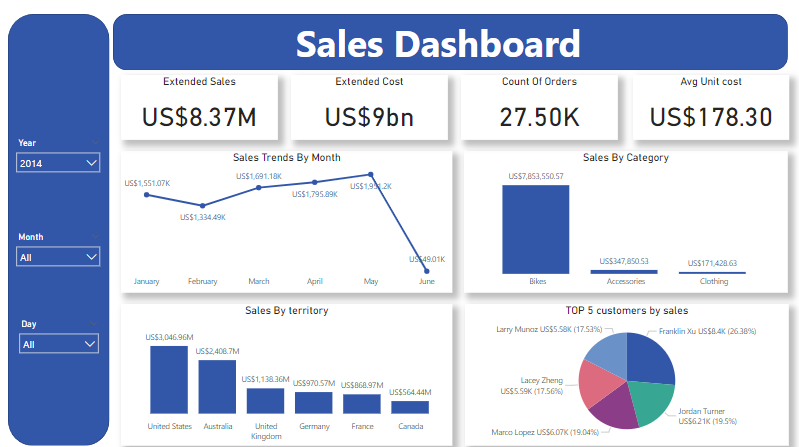 Sales Dashboard
Year
2014
Month
All
Day
All
Extended Sales
US$8.37M
Extended Cost
US$9bn
Count Of Orders
27.50K
Avg Unit cost
US$178.30
Sales Trends By Month
US$1,551.07K
US$1,334.49K
US$1,691.18K
US$1,795.89K
US$49.01K
January
February
March
April
May
June
Sales By Category
US$7,853,550.57
US$347,850.53
US$171,428.63
Bikes
Accessories
Clothing
Sales By territory
US$3,046.96M
US$2,408.7M
US$1,138.36M
US$970.57M
US$868.97M
US$564.44M
United States
Australia
United
Kingdom
Germany
France
Canada
TOP 5 customers by sales
Larry Munoz US$5.58K (17.53%)
Franklin Xu US$8.4K (26.38%)
Lacey Zheng
US$5.59K (17.56%)
Jordan Turner
US$6.21K (19.5%)
Marco Lopez US$6.07K (19.04%)